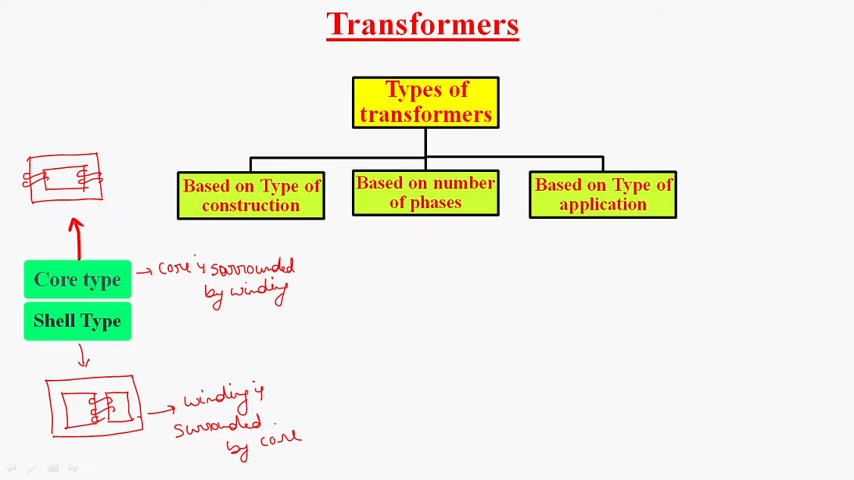 Transformers
Types of
transformers
Based on Type of
construction
Based on number
of phases
Based on Type of
application
Core type
→ core is surrounded
by winding
Shell Type
→ winding is
surrounded
by core